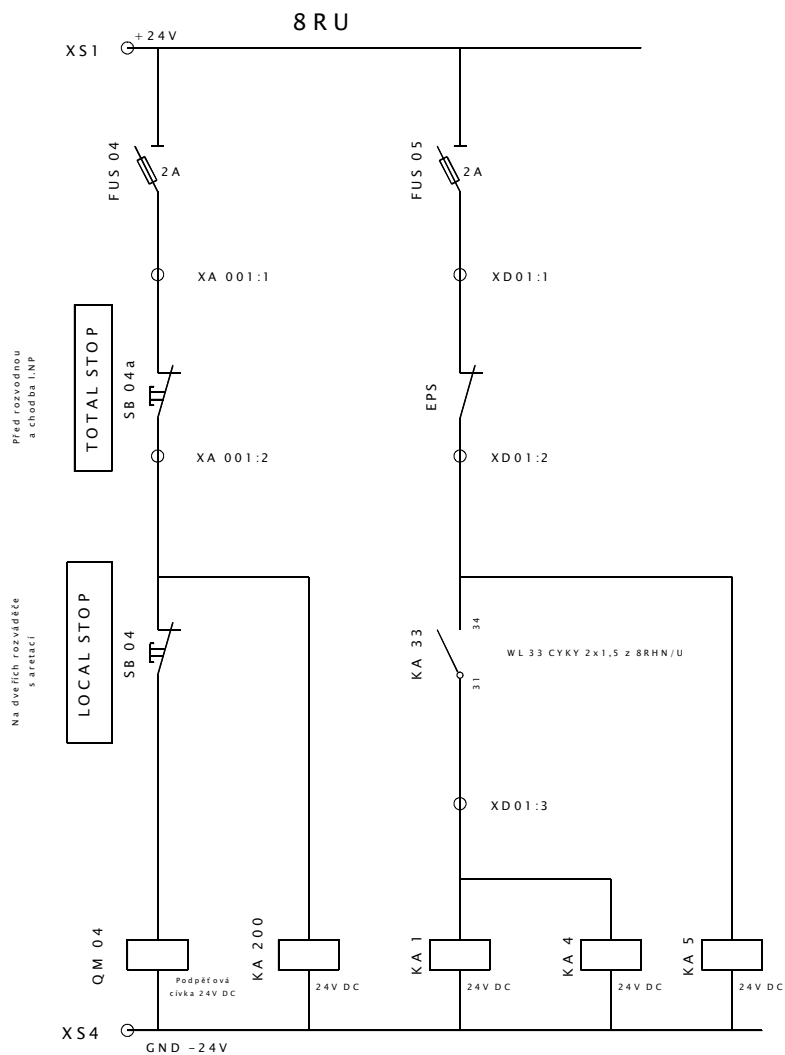 8RU
+24V
XS1
FUS 04
2A
FUS 05
2A
XA 001:1
XD01:1
Před rozvodnou
a chodba I.NP
TOTAL STOP
SB 04a
EPS
XA 001:2
XD01:2
Na dveřích rozváděče
s aretací
LOCAL STOP
SB 04
KA 33
34
31
WL 33 CYKY 2x1,5 z 8RHN/U
XD01:3
QM 04
Podpěťová
cívka 24V DC
KA 200
24V DC
KA 1
24V DC
KA 4
24V DC
KA 5
24V DC
XS4
GND -24V